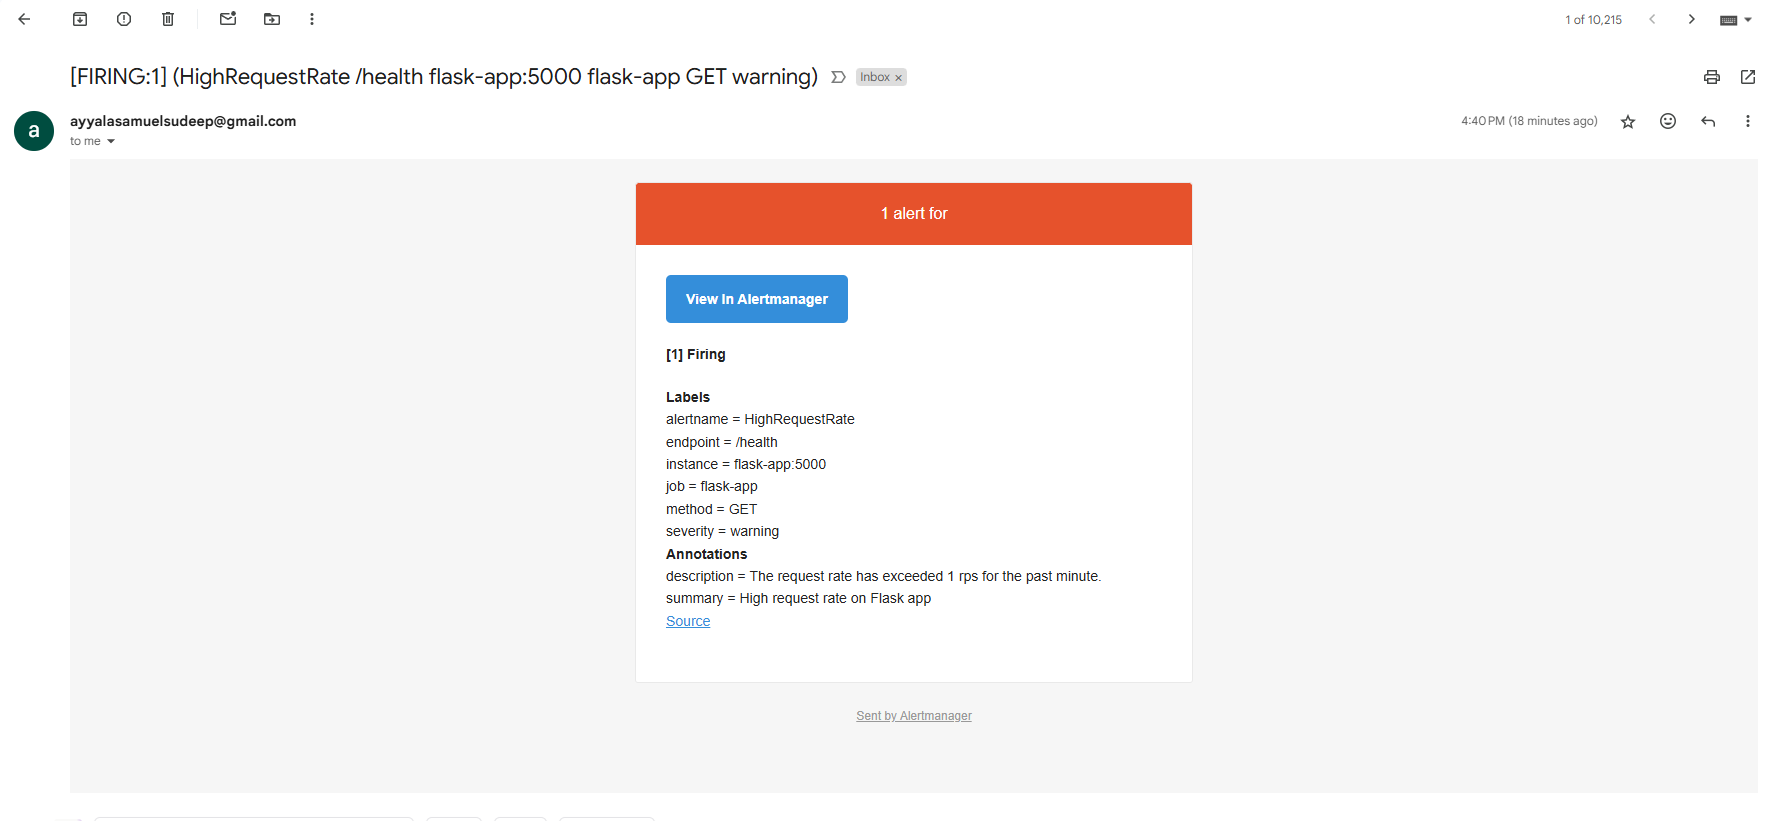 1 of 10,215
[FIRING:1] (HighRequestRate /health flask-app:5000 flask-app GET warning) Inbox ×
a
ayyalasamuelsudeep@gmail.com
4:40 PM (18 minutes ago)
to me
1 alert for
View In Alertmanager
[1] Firing
Labels
alertname = HighRequestRate
endpoint = /health
instance = flask-app:5000
job = flask-app
method = GET
severity = warning
Annotations
description = The request rate has exceeded 1 rps for the past minute.
summary = High request rate on Flask app
Source
Sent by Alertmanager